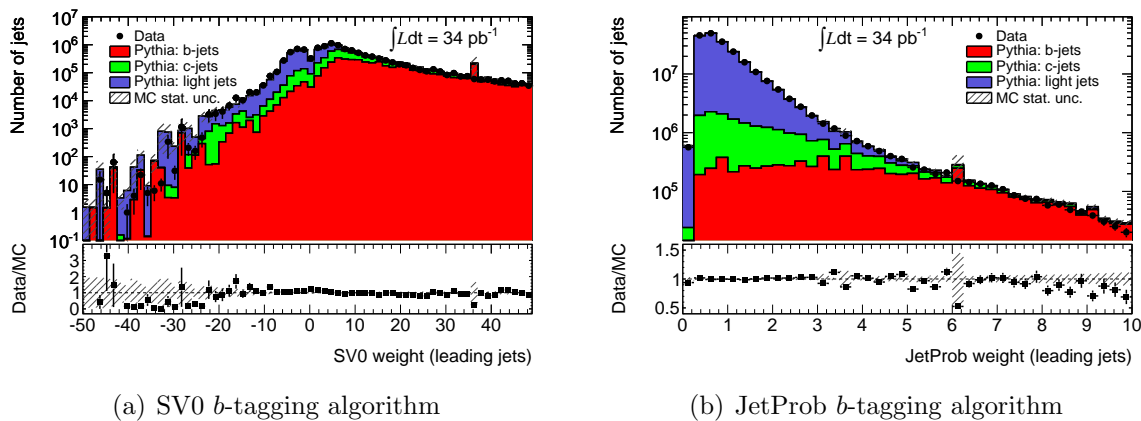 Number of jets
10^7
10^6
10^5
10^4
10^3
10^2
10
1
10^-1
Data
Pythia: b-jets
Pythia: c-jets
Pythia: light jets
MC stat. unc.
∫Ldt = 34 pb^-1
Data/MC
3
2
1
0
-50 -40 -30 -20 -10 0 10 20 30 40
SV0 weight (leading jets)
(a) SV0 b-tagging algorithm
Number of jets
10^7
10^6
10^5
∫Ldt = 34 pb^-1
Data
Pythia: b-jets
Pythia: c-jets
Pythia: light jets
MC stat. unc.
Data/MC
1.5
1
0.5
0 1 2 3 4 5 6 7 8 9 10
JetProb weight (leading jets)
(b) JetProb b-tagging algorithm